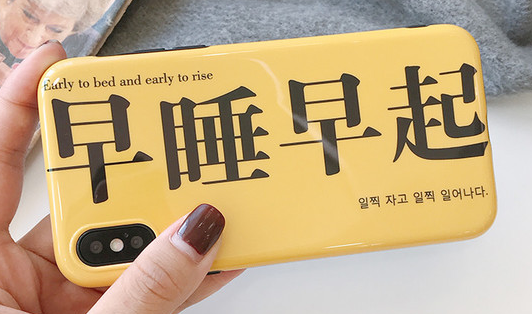 Early to bed and early to rise
早睡早起
일찍 자고 일찍 일어나다.